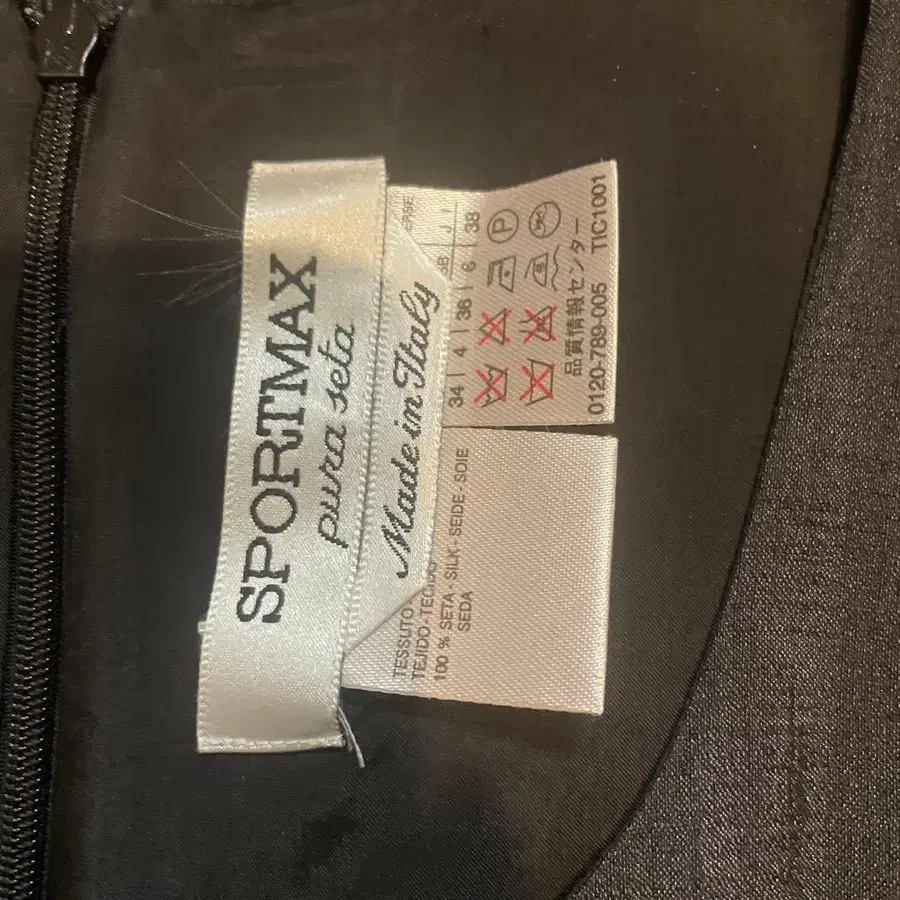 SPORTMAX
pura seta
Made in Italy
34 | 4 | 36 | 6 | 38
P
品質情報センター
0120-789-005 TIC1001
TESSUTO
TEJIDO - TECIDO
100 % SETA - SILK - SEIDE - SOIE
SEDA